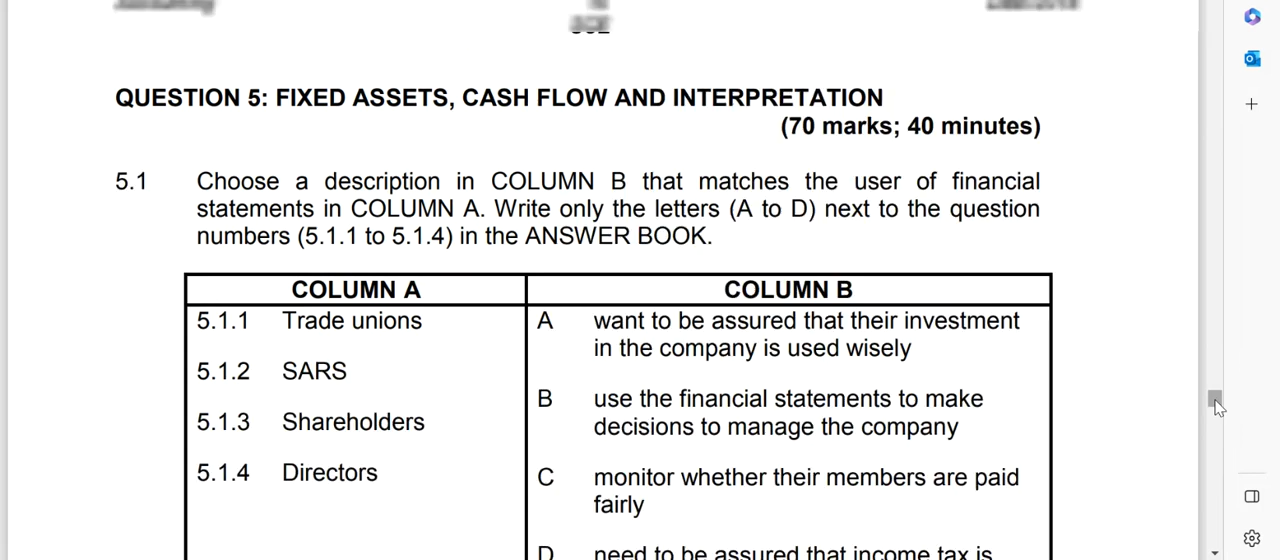 QUESTION 5: FIXED ASSETS, CASH FLOW AND INTERPRETATION
(70 marks; 40 minutes)
5.1 Choose a description in COLUMN B that matches the user of financial
statements in COLUMN A. Write only the letters (A to D) next to the question
numbers (5.1.1 to 5.1.4) in the ANSWER BOOK.
COLUMN A
5.1.1 Trade unions
5.1.2 SARS
5.1.3 Shareholders
5.1.4 Directors
COLUMN B
A want to be assured that their investment
in the company is used wisely
B use the financial statements to make
decisions to manage the company
C monitor whether their members are paid
fairly
D need to be assured that income tax is